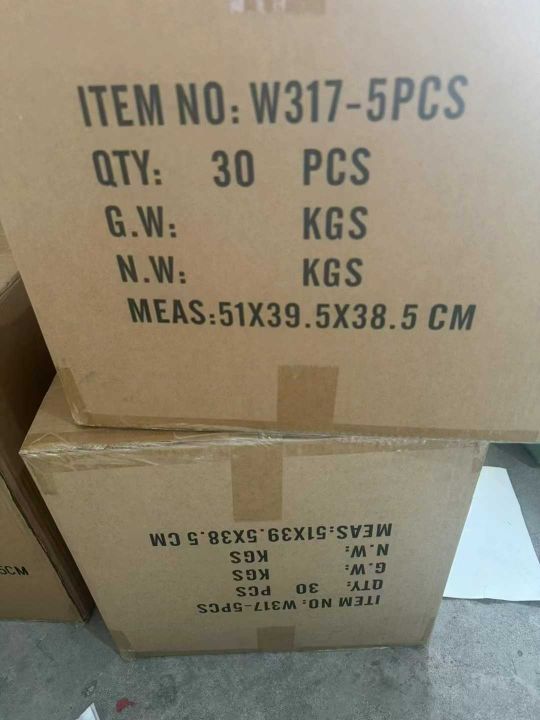 ITEM NO: W317-5PCS
QTY: 30 PCS
G.W: KGS
N.W: KGS
MEAS:51X39.5X38.5 CM
ITEM NO: W317-5PCS
QTY: 30 PCS
G.W: KGS
N.W: KGS
MEAS:51X39.5X38.5 CM
5CM